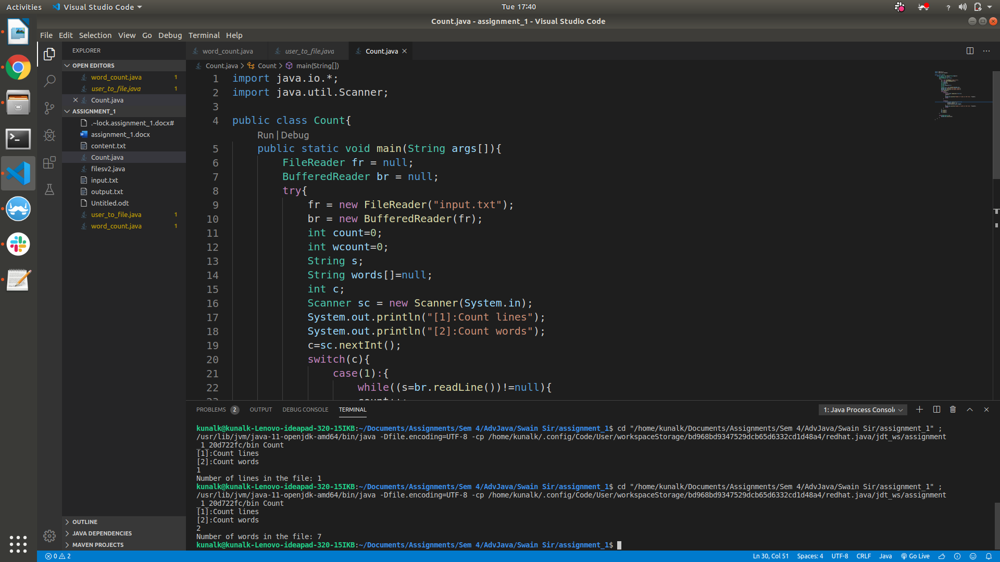 Activities Visual Studio Code Tue 17:40
Count.java - assignment_1 - Visual Studio Code
File Edit Selection View Go Debug Terminal Help
EXPLORER
OPEN EDITORS
word_count.java 1
user_to_file.java 1
Count.java
ASSIGNMENT_1
.~lock.assignment_1.docx#
assignment_1.docx
content.txt
Count.java
filesv2.java
input.txt
output.txt
Untitled.odt
user_to_file.java 1
word_count.java 1
OUTLINE
JAVA DEPENDENCIES
MAVEN PROJECTS
word_count.java user_to_file.java Count.java
Count.java > Count > main(String[])
1 import java.io.*;
2 import java.util.Scanner;
3
4 public class Count{
Run | Debug
5 public static void main(String args[]){
6 FileReader fr = null;
7 BufferedReader br = null;
8 try{
9 fr = new FileReader("input.txt");
10 br = new BufferedReader(fr);
11 int count=0;
12 int wcount=0;
13 String s;
14 String words[]=null;
15 int c;
16 Scanner sc = new Scanner(System.in);
17 System.out.println("[1]:Count lines");
18 System.out.println("[2]:Count words");
19 c=sc.nextInt();
20 switch(c){
21 case(1):{
22 while((s=br.readLine())!=null){
23 count++;
PROBLEMS 2 OUTPUT DEBUG CONSOLE TERMINAL 1: Java Process Consol
kunalk@kunalk-Lenovo-ideapad-320-15IKB:~/Documents/Assignments/Sem 4/AdvJava/Swain Sir/assignment_1$ cd "/home/kunalk/Documents/Assignments/Sem 4/AdvJava/Swain Sir/assignment_1" ;
/usr/lib/jvm/java-11-openjdk-amd64/bin/java -Dfile.encoding=UTF-8 -cp /home/kunalk/.config/Code/User/workspaceStorage/bd968bd9347529dcb65d6332cd1d48a4/redhat.java/jdt_ws/assignment
_1_20d722fc/bin Count
[1]:Count lines
[2]:Count words
1
Number of lines in the file: 1
kunalk@kunalk-Lenovo-ideapad-320-15IKB:~/Documents/Assignments/Sem 4/AdvJava/Swain Sir/assignment_1$ cd "/home/kunalk/Documents/Assignments/Sem 4/AdvJava/Swain Sir/assignment_1" ;
/usr/lib/jvm/java-11-openjdk-amd64/bin/java -Dfile.encoding=UTF-8 -cp /home/kunalk/.config/Code/User/workspaceStorage/bd968bd9347529dcb65d6332cd1d48a4/redhat.java/jdt_ws/assignment
_1_20d722fc/bin Count
[1]:Count lines
[2]:Count words
2
Number of words in the file: 7
kunalk@kunalk-Lenovo-ideapad-320-15IKB:~/Documents/Assignments/Sem 4/AdvJava/Swain Sir/assignment_1$
0 2 Ln 30, Col 51 Spaces: 4 UTF-8 CRLF Java Go Live